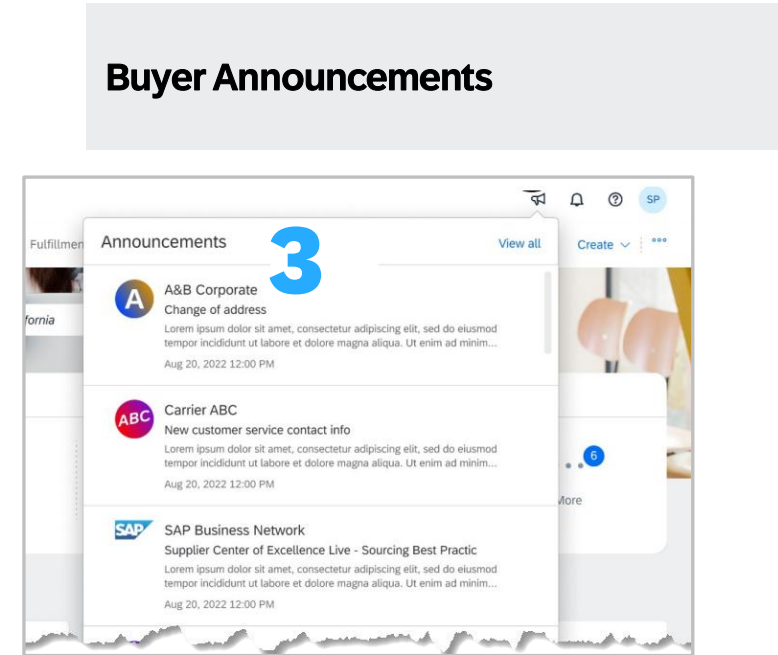 Buyer Announcements
SP
Fulfillmen
Announcements
3
View all
Create
A
A&B Corporate
Change of address
Lorem ipsum dolor sit amet, consectetur adipiscing elit, sed do eiusmod
tempor incididunt ut labore et dolore magna aliqua. Ut enim ad minim...
Aug 20, 2022 12:00 PM
fornia
ABC
Carrier ABC
New customer service contact info
Lorem ipsum dolor sit amet, consectetur adipiscing elit, sed do eiusmod
tempor incididunt ut labore et dolore magna aliqua. Ut enim ad minim...
Aug 20, 2022 12:00 PM
6
More
SAP
SAP Business Network
Supplier Center of Excellence Live - Sourcing Best Practic
Lorem ipsum dolor sit amet, consectetur adipiscing elit, sed do eiusmod
tempor incididunt ut labore et dolore magna aliqua. Ut enim ad minim...
Aug 20, 2022 12:00 PM